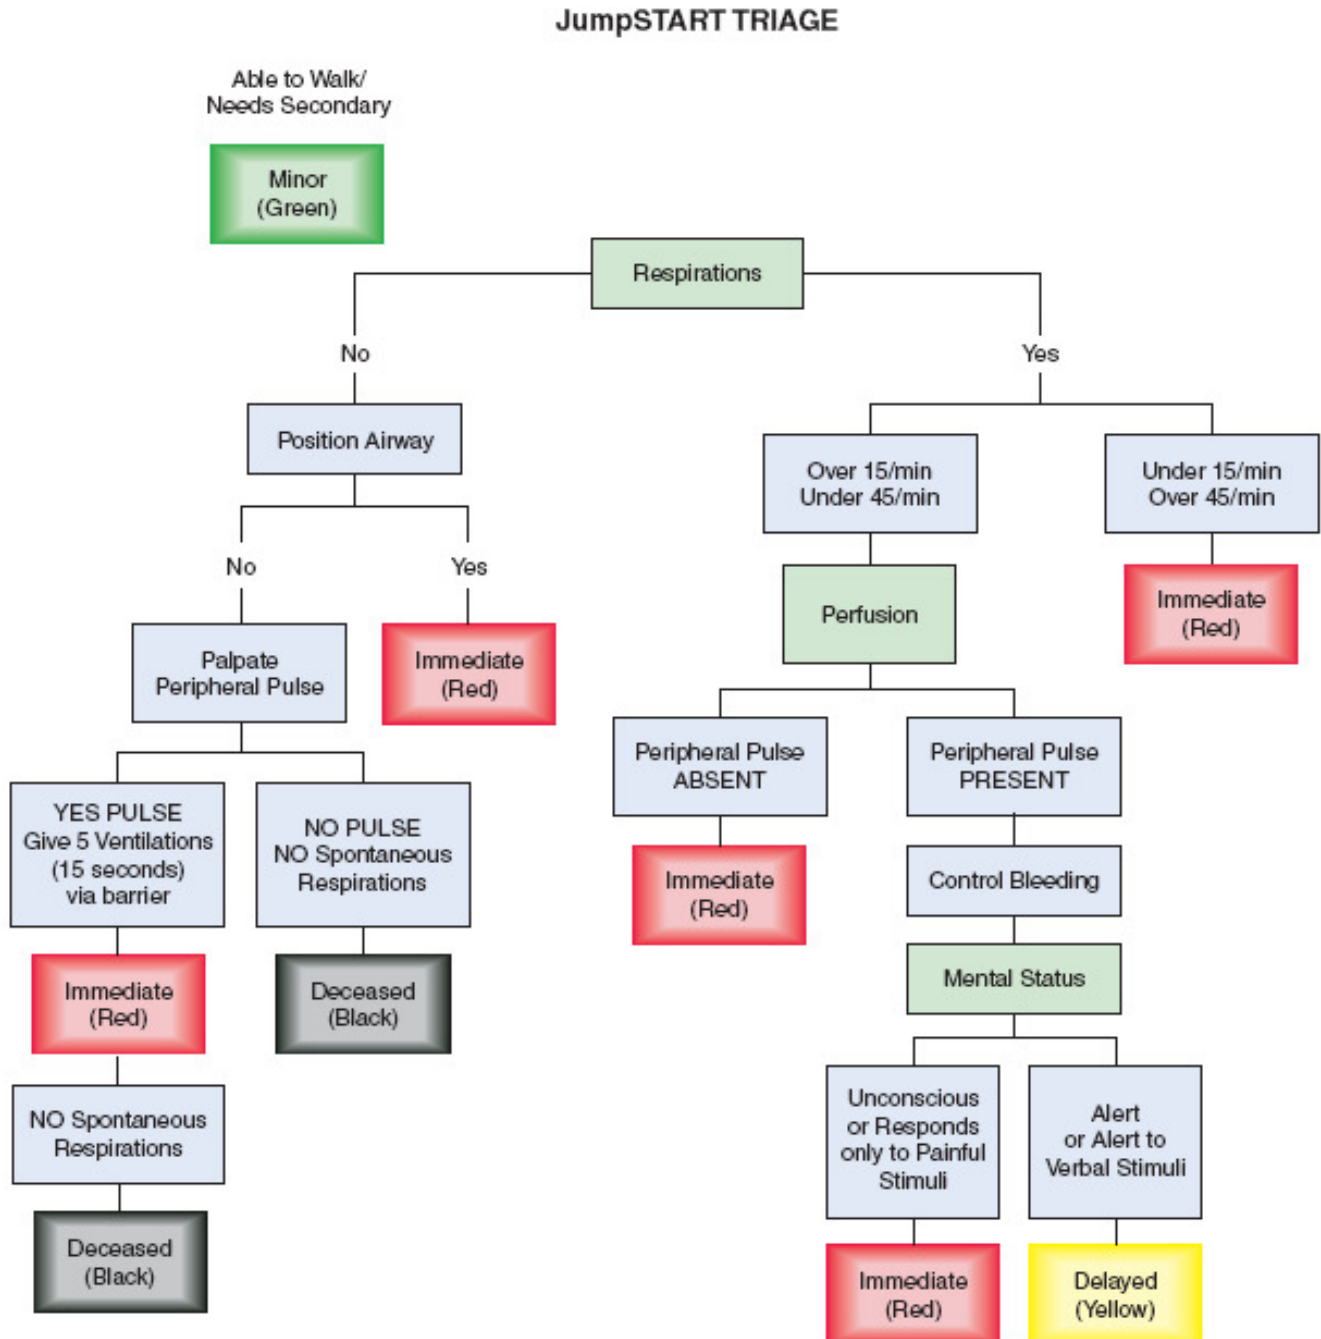 JumpSTART TRIAGE
Able to Walk/
Needs Secondary
Minor
(Green)
Respirations
No
Yes
Position Airway
Over 15/min
Under 45/min
Under 15/min
Over 45/min
No
Yes
Perfusion
Immediate
(Red)
Palpate
Peripheral Pulse
Immediate
(Red)
Peripheral Pulse
ABSENT
Peripheral Pulse
PRESENT
YES PULSE
Give 5 Ventilations
(15 seconds)
via barrier
NO PULSE
NO Spontaneous
Respirations
Immediate
(Red)
Control Bleeding
Immediate
(Red)
Deceased
(Black)
Mental Status
NO Spontaneous
Respirations
Unconscious
or Responds
only to Painful
Stimuli
Alert
or Alert to
Verbal Stimuli
Deceased
(Black)
Immediate
(Red)
Delayed
(Yellow)